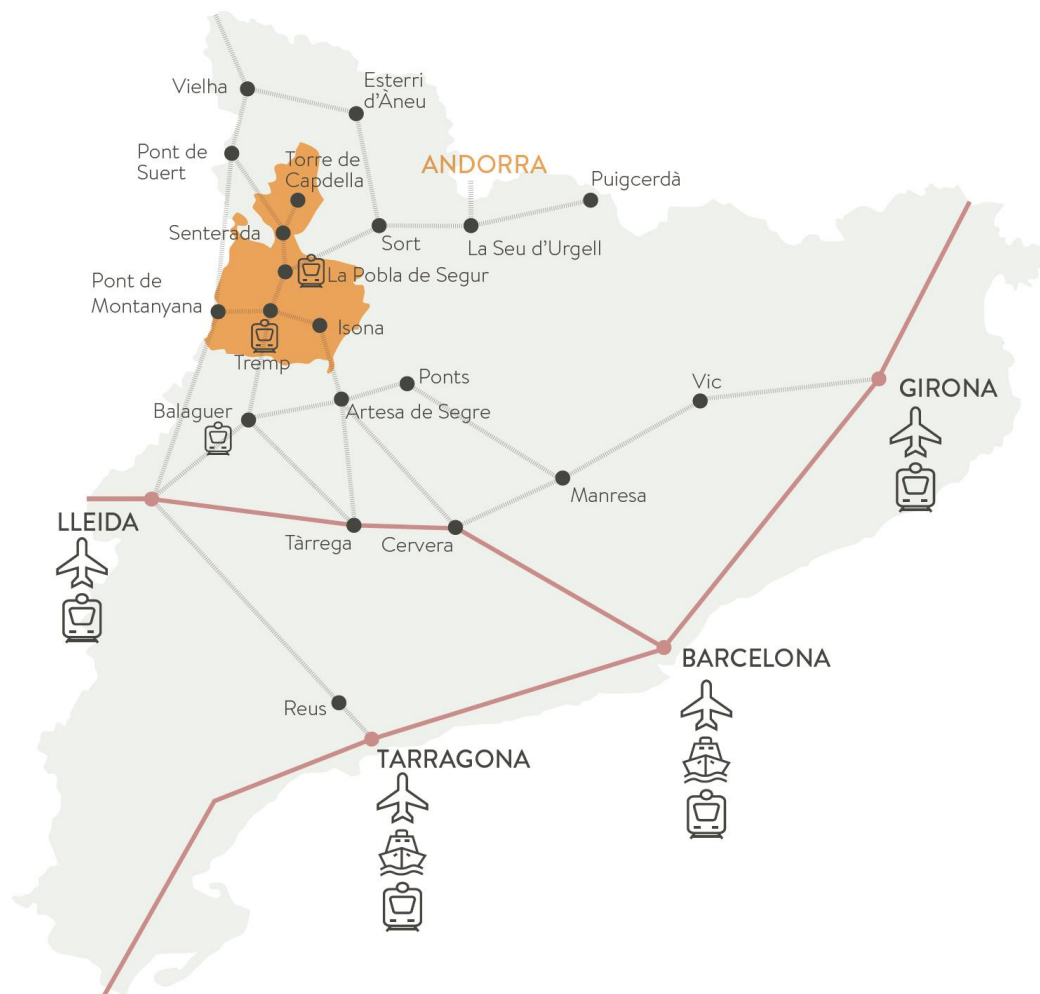 Vielha
Esterri
d'Àneu
Pont de
Suert
Torre de
Capdella
ANDORRA
Puigcerdà
Senterada
Sort
La Seu d'Urgell
La Pobla de Segur
Pont de
Montanyana
Isona
Tremp
Ponts
Vic
GIRONA
Balaguer
Artesa de Segre
Manresa
LLEIDA
Tàrrega
Cervera
BARCELONA
Reus
TARRAGONA